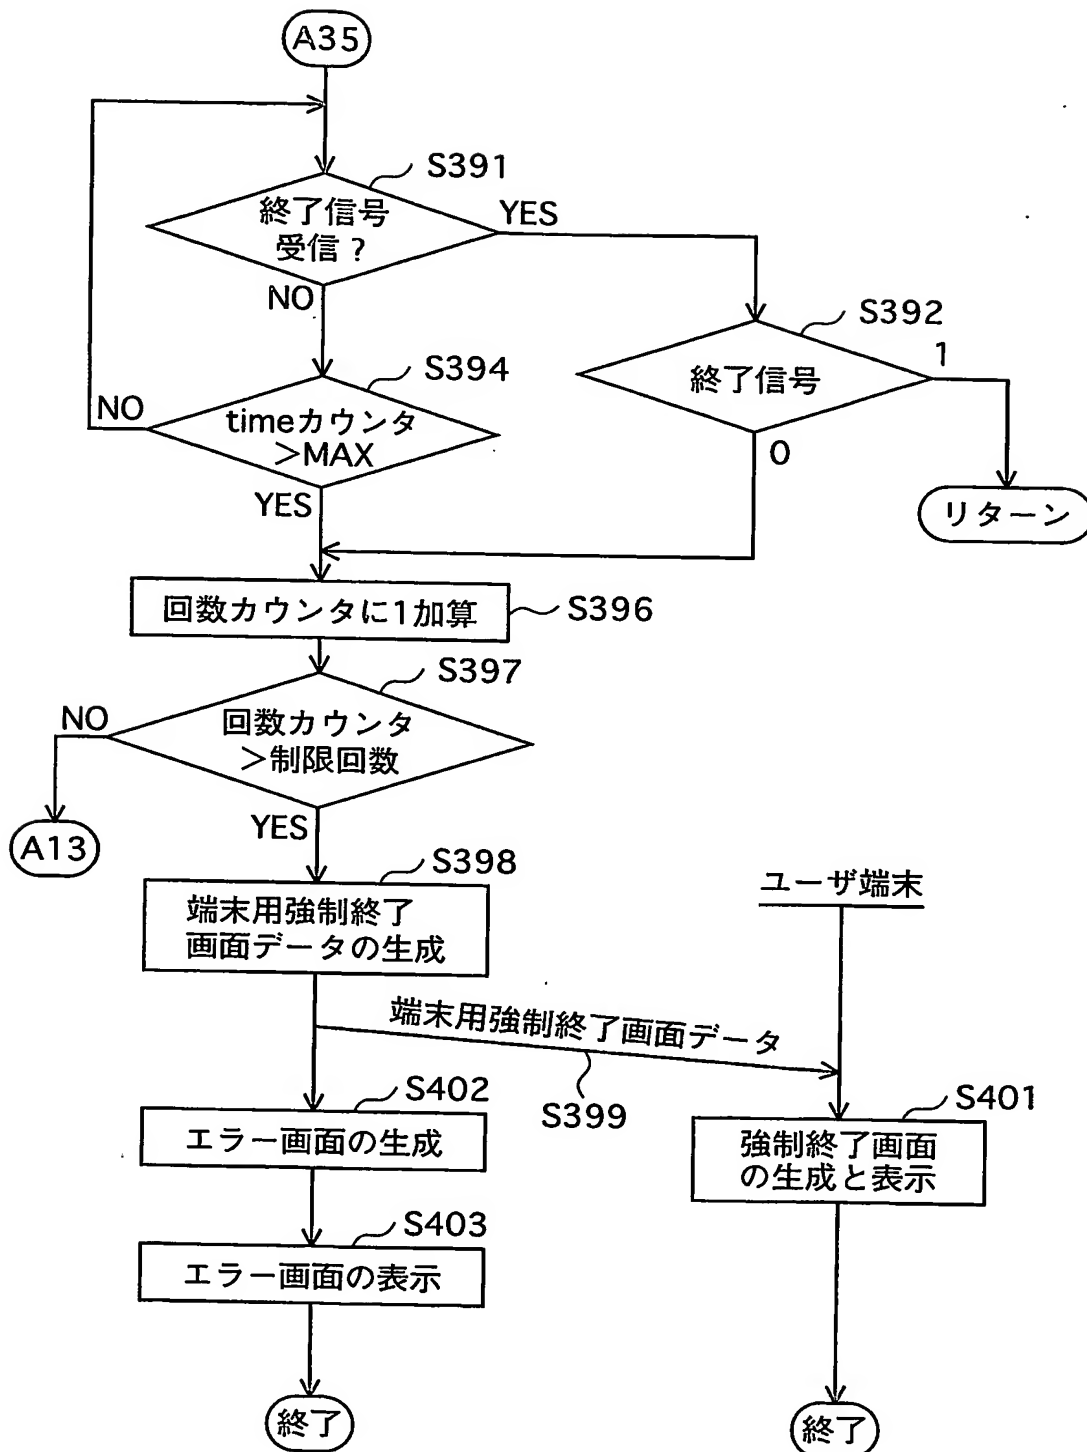 A35
S391
終了信号
受信？
YES
NO
S392
終了信号
1
0
S394
timeカウンタ
＞MAX
NO
YES
リターン
回数カウンタに1加算
S396
S397
回数カウンタ
＞制限回数
NO
YES
A13
S398
端末用強制終了
画面データの生成
ユーザ端末
端末用強制終了画面データ
S399
S402
エラー画面の生成
S401
強制終了画面
の生成と表示
S403
エラー画面の表示
終了
終了